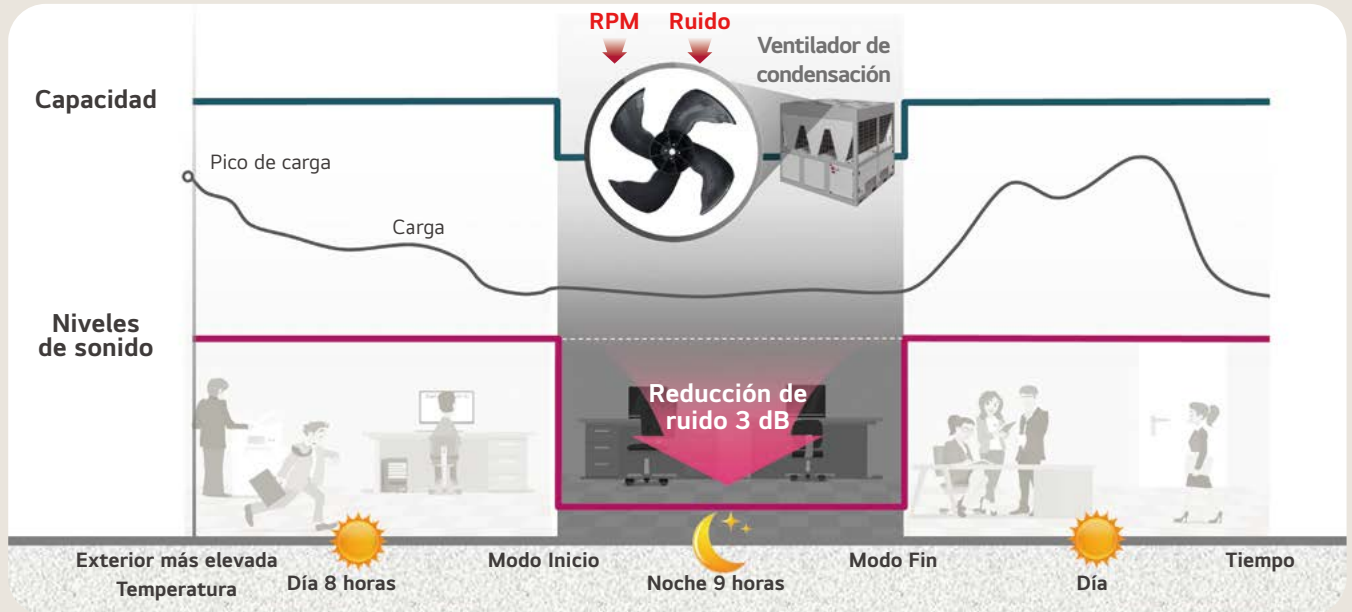 RPM Ruido
Ventilador de
condensación
Capacidad
Pico de carga
Carga
Niveles
de sonido
Reducción de
ruido 3 dB
Exterior más elevada
Temperatura
Día 8 horas
Modo Inicio
Noche 9 horas
Modo Fin
Día
Tiempo